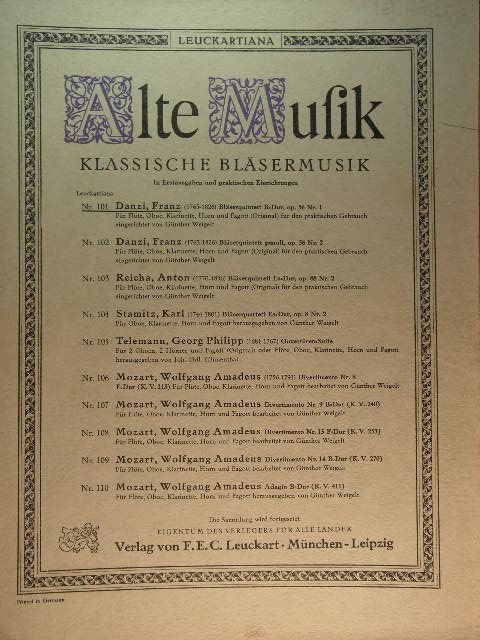 LEUCKARTIANA
Alte Muſik
KLASSISCHE BLÄSERMUSIK
In Erstausgaben und praktischen Einrichtungen
Leuckartiana
Nr. 101 Danzi, Franz (1763-1826) Bläserquintett B-Dur, op. 56 Nr. 1
Für Flöte, Oboe, Klarinette, Horn und Fagott (Original) für den praktischen Gebrauch
eingerichtet von Günther Weigelt
Nr. 102 Danzi, Franz (1763-1826) Bläserquintett g-moll, op. 56 Nr. 2
Für Flöte, Oboe, Klarinette, Horn und Fagott (Original) für den praktischen Gebrauch
eingerichtet von Günther Weigelt
Nr. 103 Reicha, Anton (1770-1836) Bläserquintett Es-Dur, op. 88 Nr. 2
Für Flöte, Oboe, Klarinette, Horn und Fagott (Original) für den praktischen Gebrauch
eingerichtet von Günther Weigelt
Nr. 104 Stamitz, Karl (1746-1801) Bläserquartett Es-Dur, op. 8 Nr. 2
Für Oboe, Klarinette, Horn und Fagott herausgegeben von Günther Weigelt
Nr. 105 Telemann, Georg Philipp (1681-1767) Ouvertüren-Suite
Für 2 Oboen, 2 Hörner und Fagott (Original) oder Flöte, Oboe, Klarinette, Horn und Fagott
herausgegeben von Joh. Phil. Hinnenthal
Nr. 106 Mozart, Wolfgang Amadeus (1756-1791) Divertimento Nr. 8
F-Dur (K. V. 213) Für Flöte, Oboe, Klarinette, Horn und Fagott bearbeitet von Günther Weigelt
Nr. 107 Mozart, Wolfgang Amadeus Divertimento Nr. 9 B-Dur (K. V. 240)
Für Flöte, Oboe, Klarinette, Horn und Fagott bearbeitet von Günther Weigelt
Nr. 108 Mozart, Wolfgang Amadeus Divertimento Nr. 13 F-Dur (K. V. 253)
Für Flöte, Oboe, Klarinette, Horn und Fagott bearbeitet von Günther Weigelt
Nr. 109 Mozart, Wolfgang Amadeus Divertimento Nr. 14 B-Dur (K. V. 270)
Für Flöte, Oboe, Klarinette, Horn und Fagott bearbeitet von Günther Weigelt
Nr. 110 Mozart, Wolfgang Amadeus Adagio B-Dur (K. V. 411)
Für Flöte, Oboe, Klarinette, Horn und Fagott herausgegeben von Günther Weigelt
Die Sammlung wird fortgesetzt
EIGENTUM DES VERLEGERS FÜR ALLE LÄNDER
Verlag von F. E. C. Leuckart · München - Leipzig
Printed in Germany